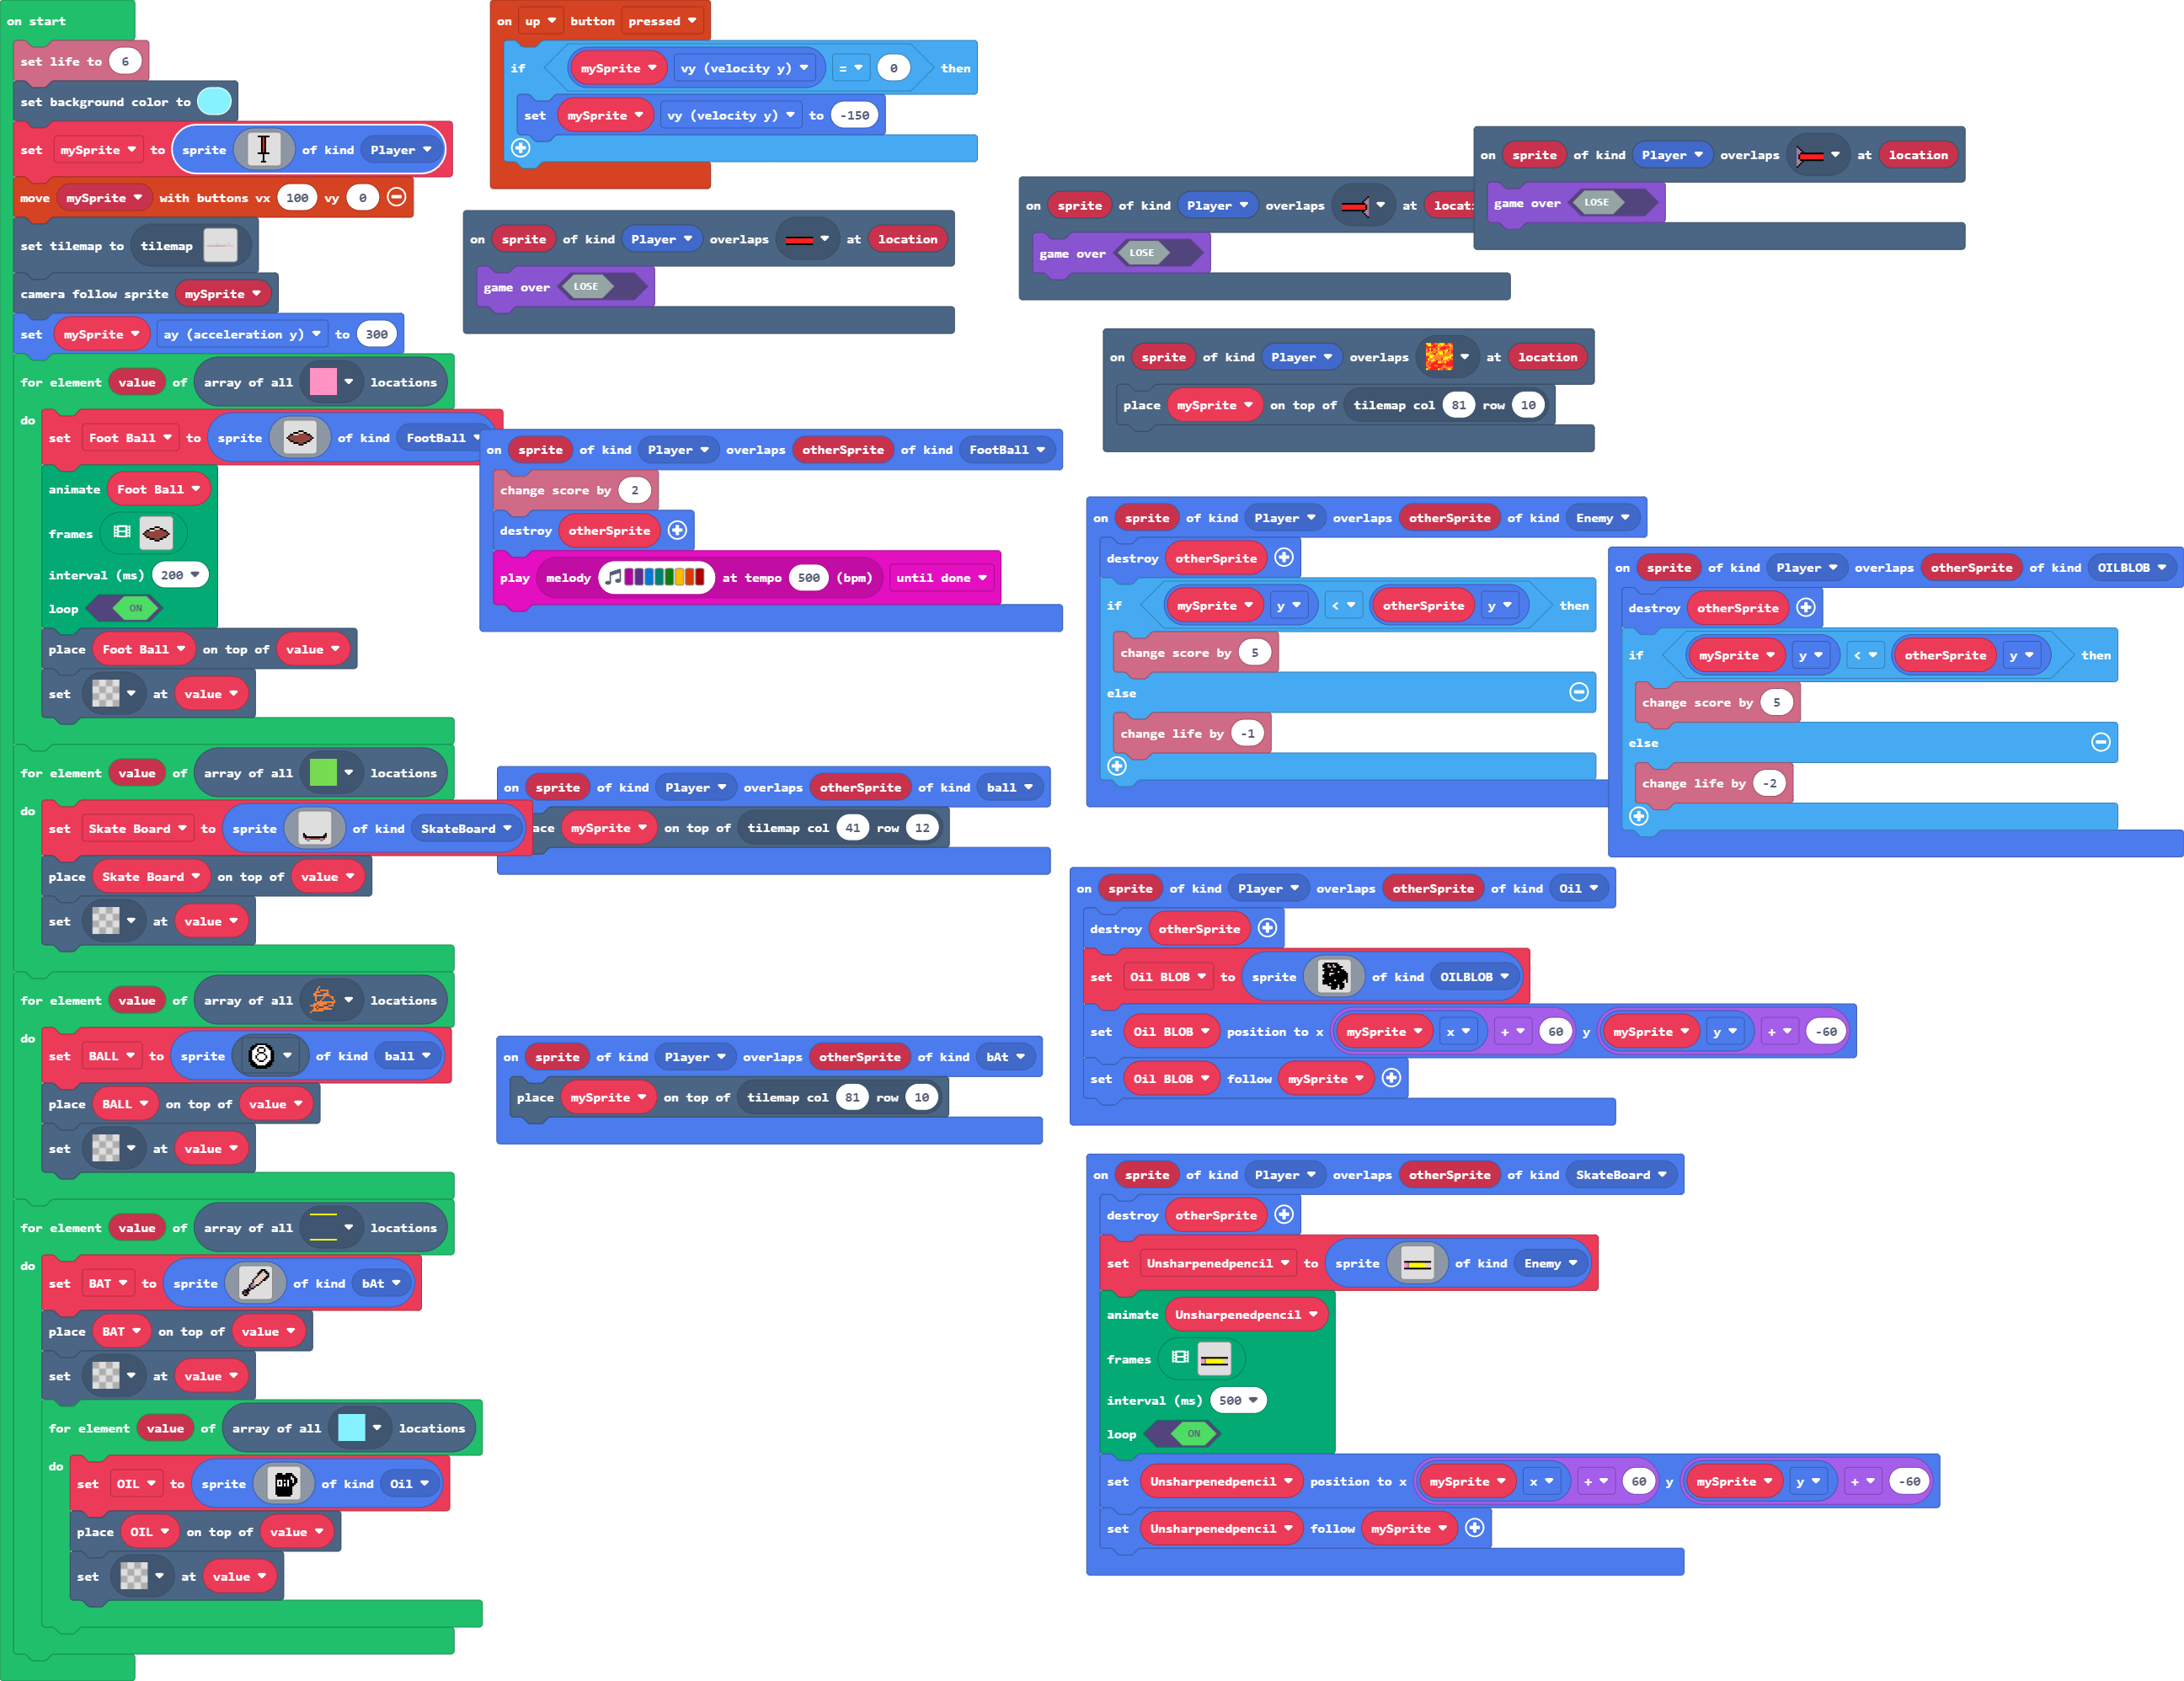 on start
set life to 6
set background color to
set mySprite to sprite of kind Player
move mySprite with buttons vx 100 vy 0
set tilemap to tilemap
camera follow sprite mySprite
set mySprite ay (acceleration y) to 300
for element value of array of all locations
do
set Foot Ball to sprite of kind FootBall
animate Foot Ball
frames
interval (ms) 200
loop ON
place Foot Ball on top of value
set at value
for element value of array of all locations
do
set Skate Board to sprite of kind SkateBoard
place Skate Board on top of value
set at value
for element value of array of all locations
do
set BALL to sprite 8 of kind ball
place BALL on top of value
set at value
for element value of array of all locations
do
set BAT to sprite of kind bAt
place BAT on top of value
set at value
for element value of array of all locations
do
set OIL to sprite Oil of kind Oil
place OIL on top of value
set at value
on up button pressed
if mySprite vy (velocity y) = 0 then
set mySprite vy (velocity y) to -150
on sprite of kind Player overlaps at location
game over LOSE
on sprite of kind Player overlaps otherSprite of kind FootBall
change score by 2
destroy otherSprite
play melody at tempo 500 (bpm) until done
on sprite of kind Player overlaps otherSprite of kind ball
ace mySprite on top of tilemap col 41 row 12
on sprite of kind Player overlaps otherSprite of kind bAt
place mySprite on top of tilemap col 81 row 10
on sprite of kind Player overlaps at locati
game over LOSE
on sprite of kind Player overlaps at location
game over LOSE
on sprite of kind Player overlaps at location
place mySprite on top of tilemap col 81 row 10
on sprite of kind Player overlaps otherSprite of kind Enemy
destroy otherSprite
if mySprite y < otherSprite y then
change score by 5
else
change life by -1
on sprite of kind Player overlaps otherSprite of kind OILBLOB
destroy otherSprite
if mySprite y < otherSprite y then
change score by 5
else
change life by -2
on sprite of kind Player overlaps otherSprite of kind Oil
destroy otherSprite
set Oil BLOB to sprite of kind OILBLOB
set Oil BLOB position to x mySprite x + 60 y mySprite y + -60
set Oil BLOB follow mySprite
on sprite of kind Player overlaps otherSprite of kind SkateBoard
destroy otherSprite
set Unsharpenedpencil to sprite of kind Enemy
animate Unsharpenedpencil
frames
interval (ms) 500
loop ON
set Unsharpenedpencil position to x mySprite x + 60 y mySprite y + -60
set Unsharpenedpencil follow mySprite